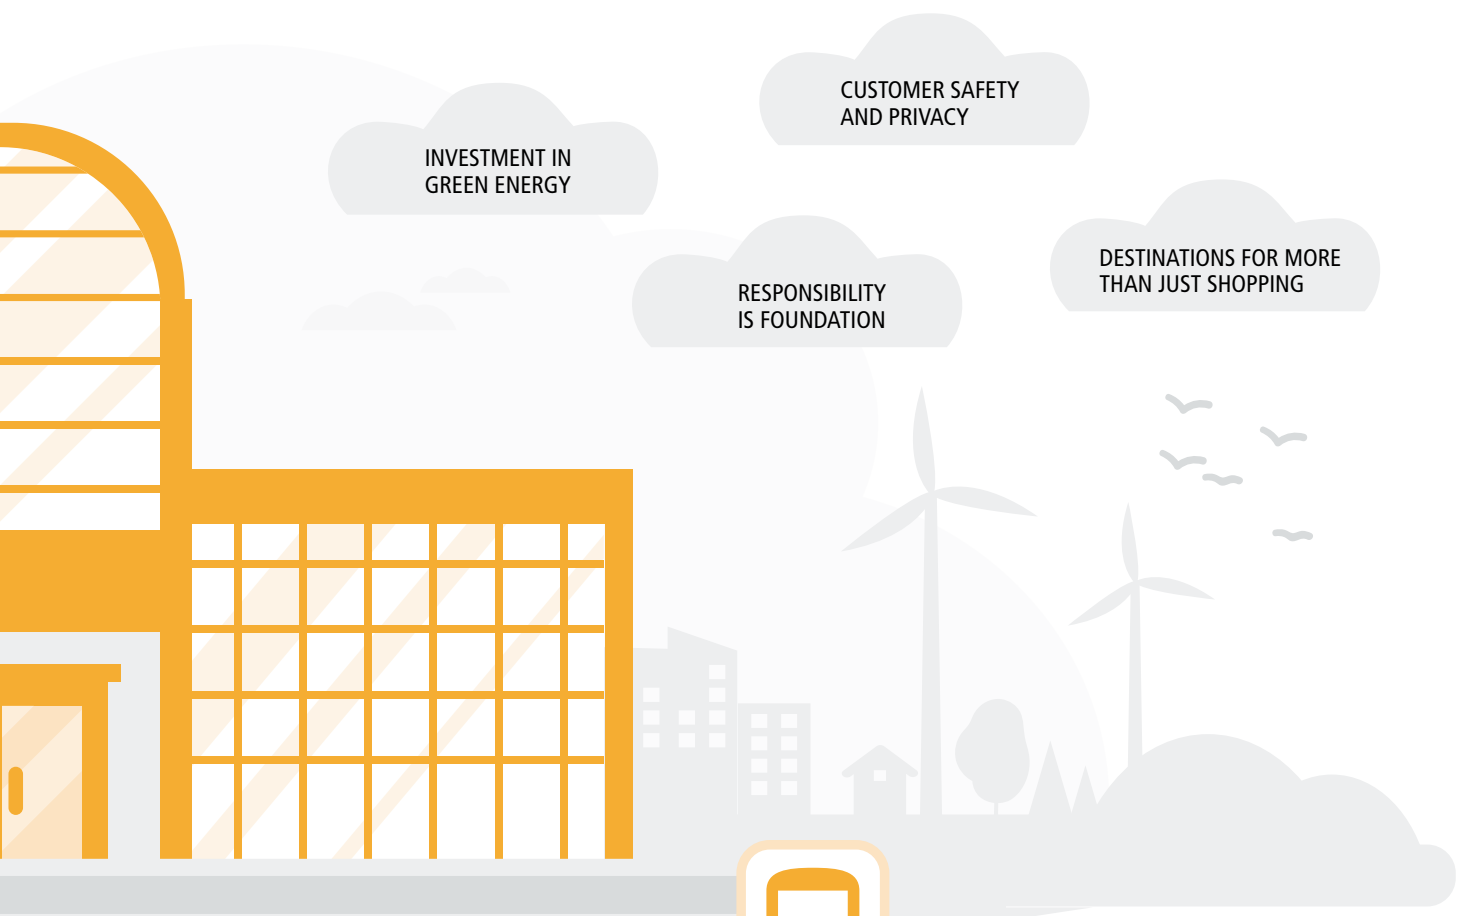 CUSTOMER SAFETY
AND PRIVACY
INVESTMENT IN
GREEN ENERGY
DESTINATIONS FOR MORE
THAN JUST SHOPPING
RESPONSIBILITY
IS FOUNDATION